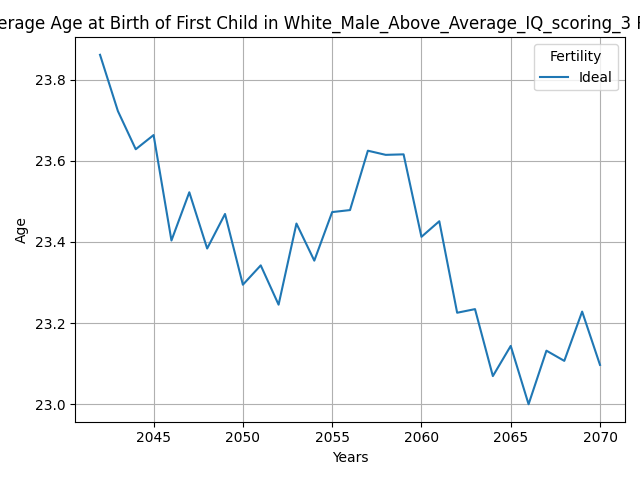 erage Age at Birth of First Child in White_Male_Above_Average_IQ_scoring_3
Fertility
Ideal
23.8
23.6
23.4
23.2
23.0
Age
2045 2050 2055 2060 2065 2070
Years